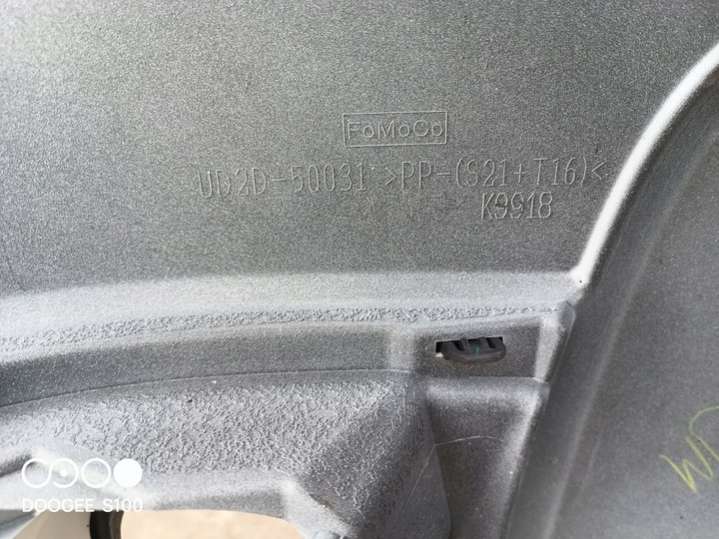 FoMoCo
UD2D-50031 >PP-(S21+T16)<
K9918
DOOGEE S100